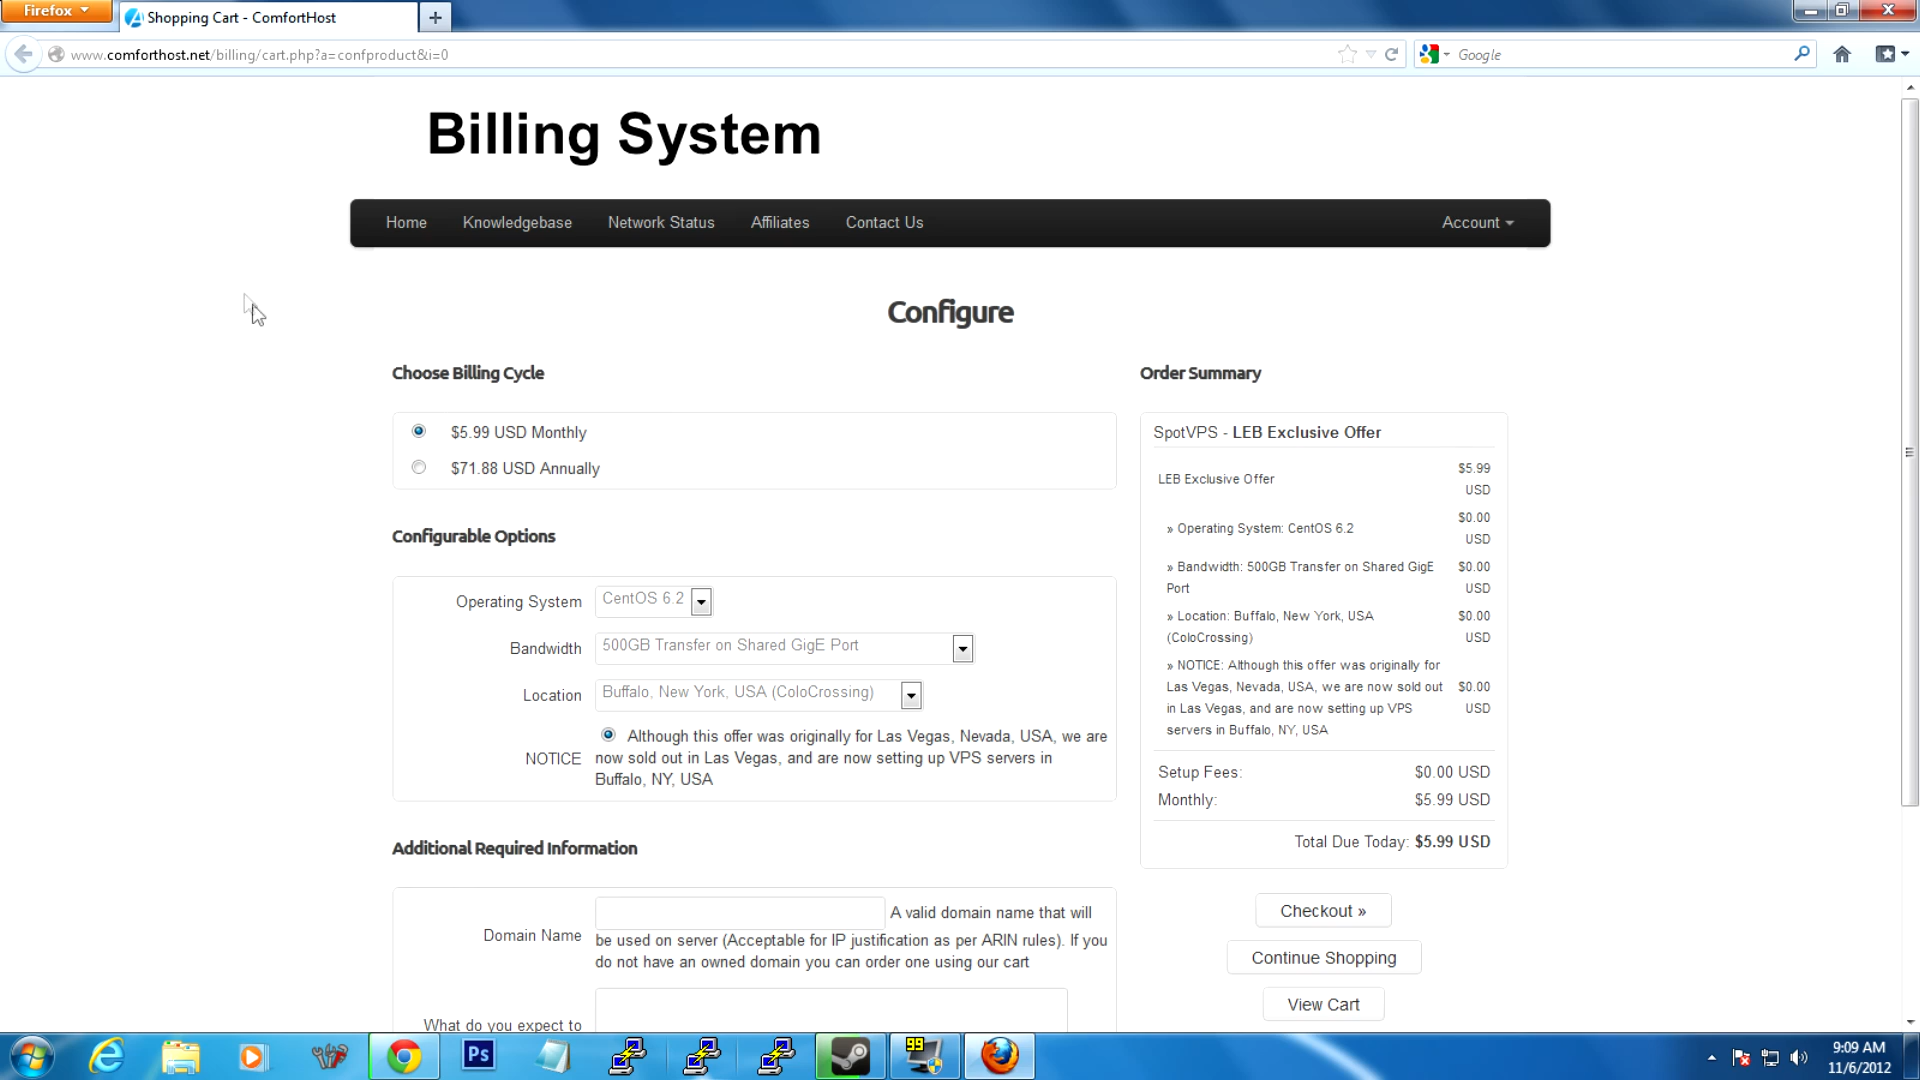 Firefox
Shopping Cart - ComfortHost
www.comforthost.net/billing/cart.php?a=confproduct&i=0
Google
Billing System
Home Knowledgebase Network Status Affiliates Contact Us Account
Configure
Choose Billing Cycle
$5.99 USD Monthly
$71.88 USD Annually
Configurable Options
Operating System CentOS 6.2
Bandwidth 500GB Transfer on Shared GigE Port
Location Buffalo, New York, USA (ColoCrossing)
NOTICE
Although this offer was originally for Las Vegas, Nevada, USA, we are
now sold out in Las Vegas, and are now setting up VPS servers in
Buffalo, NY, USA
Additional Required Information
Domain Name
A valid domain name that will
be used on server (Acceptable for IP justification as per ARIN rules). If you
do not have an owned domain you can order one using our cart
What do you expect to
Order Summary
SpotVPS - LEB Exclusive Offer
LEB Exclusive Offer
$5.99
USD
» Operating System: CentOS 6.2
$0.00
USD
» Bandwidth: 500GB Transfer on Shared GigE
Port
$0.00
USD
» Location: Buffalo, New York, USA
(ColoCrossing)
$0.00
USD
» NOTICE: Although this offer was originally for
Las Vegas, Nevada, USA, we are now sold out
in Las Vegas, and are now setting up VPS
servers in Buffalo, NY, USA
$0.00
USD
Setup Fees: $0.00 USD
Monthly: $5.99 USD
Total Due Today: $5.99 USD
Checkout »
Continue Shopping
View Cart
Ps
99
9:09 AM
11/6/2012